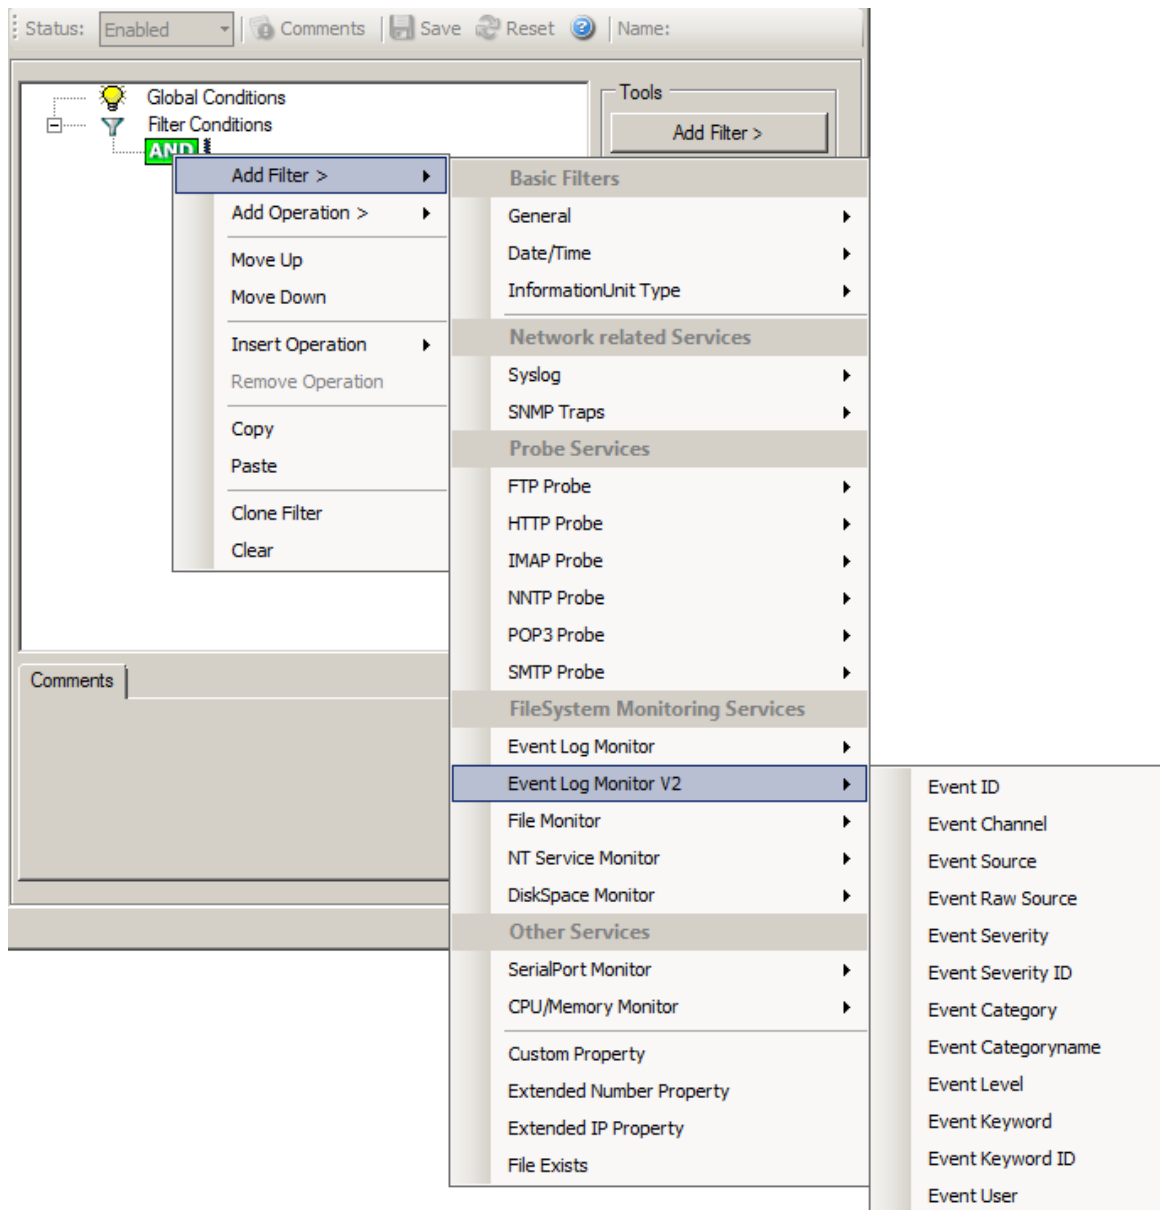 Status: Enabled Comments Save Reset Name:
Global Conditions
Filter Conditions
AND
Tools
Add Filter >
Add Filter >
Add Operation >
Move Up
Move Down
Insert Operation
Remove Operation
Copy
Paste
Clone Filter
Clear
Comments
Basic Filters
General
Date/Time
InformationUnit Type
Network related Services
Syslog
SNMP Traps
Probe Services
FTP Probe
HTTP Probe
IMAP Probe
NNTP Probe
POP3 Probe
SMTP Probe
FileSystem Monitoring Services
Event Log Monitor
Event Log Monitor V2
File Monitor
NT Service Monitor
DiskSpace Monitor
Other Services
SerialPort Monitor
CPU/Memory Monitor
Custom Property
Extended Number Property
Extended IP Property
File Exists
Event ID
Event Channel
Event Source
Event Raw Source
Event Severity
Event Severity ID
Event Category
Event Categoryname
Event Level
Event Keyword
Event Keyword ID
Event User